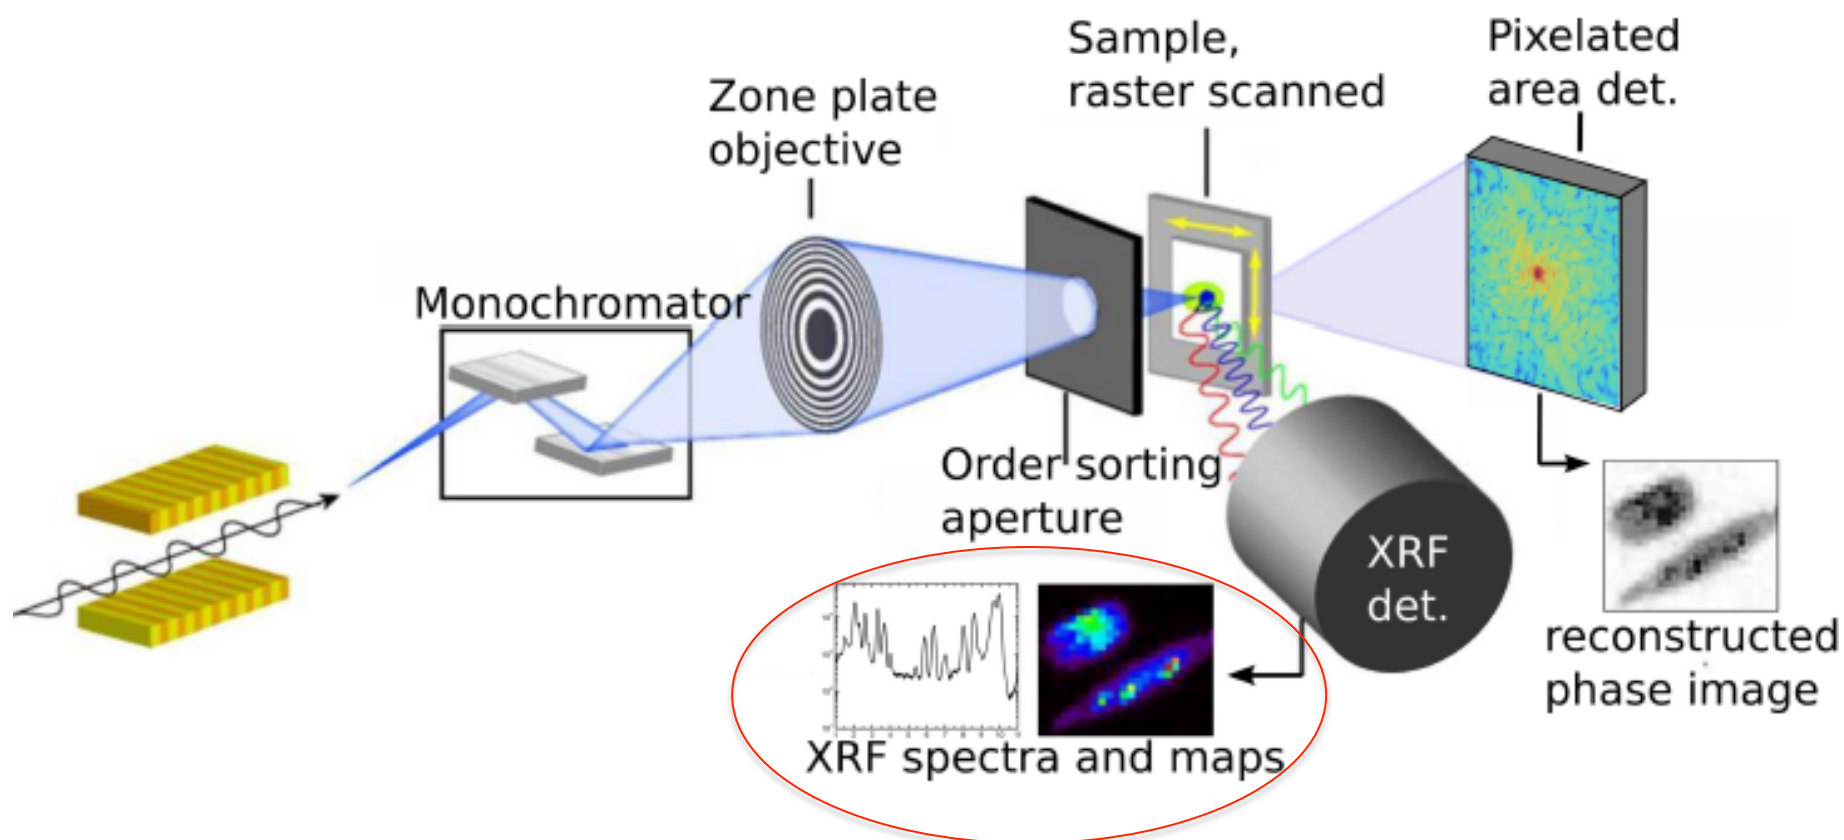 Sample,
raster scanned
Pixelated
area det.
Zone plate
objective
Monochromator
Order sorting
aperture
XRF
det.
XRF spectra and maps
reconstructed
phase image